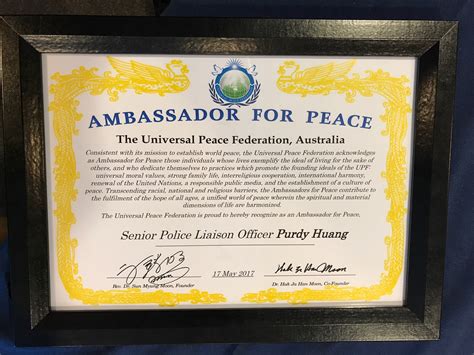 AMBASSADOR FOR PEACE
The Universal Peace Federation, Australia
Consistent with its mission to establish world peace, the Universal Peace Federation acknowledges
as Ambassador for Peace those individuals whose lives exemplify the ideal of living for the sake of
others, and who dedicate themselves to practices which promote the founding ideals of the UPF:
universal moral values, strong family life, interreligious cooperation, international harmony,
renewal of the United Nations, a responsible public media, and the establishment of a culture of
peace. Transcending racial, national and religious barriers, the Ambassadors for Peace contribute to
the fulfilment of the hope of all ages, a unified world of peace wherein the spiritual and material
dimensions of life are harmonized.
The Universal Peace Federation is proud to hereby recognize as an Ambassador for Peace,
Senior Police Liaison Officer Purdy Huang
17 May 2017
Hak Ja Han Moon
Rev. Dr. Sun Myung Moon, Founder
Dr. Hak Ja Han Moon, Co-Founder